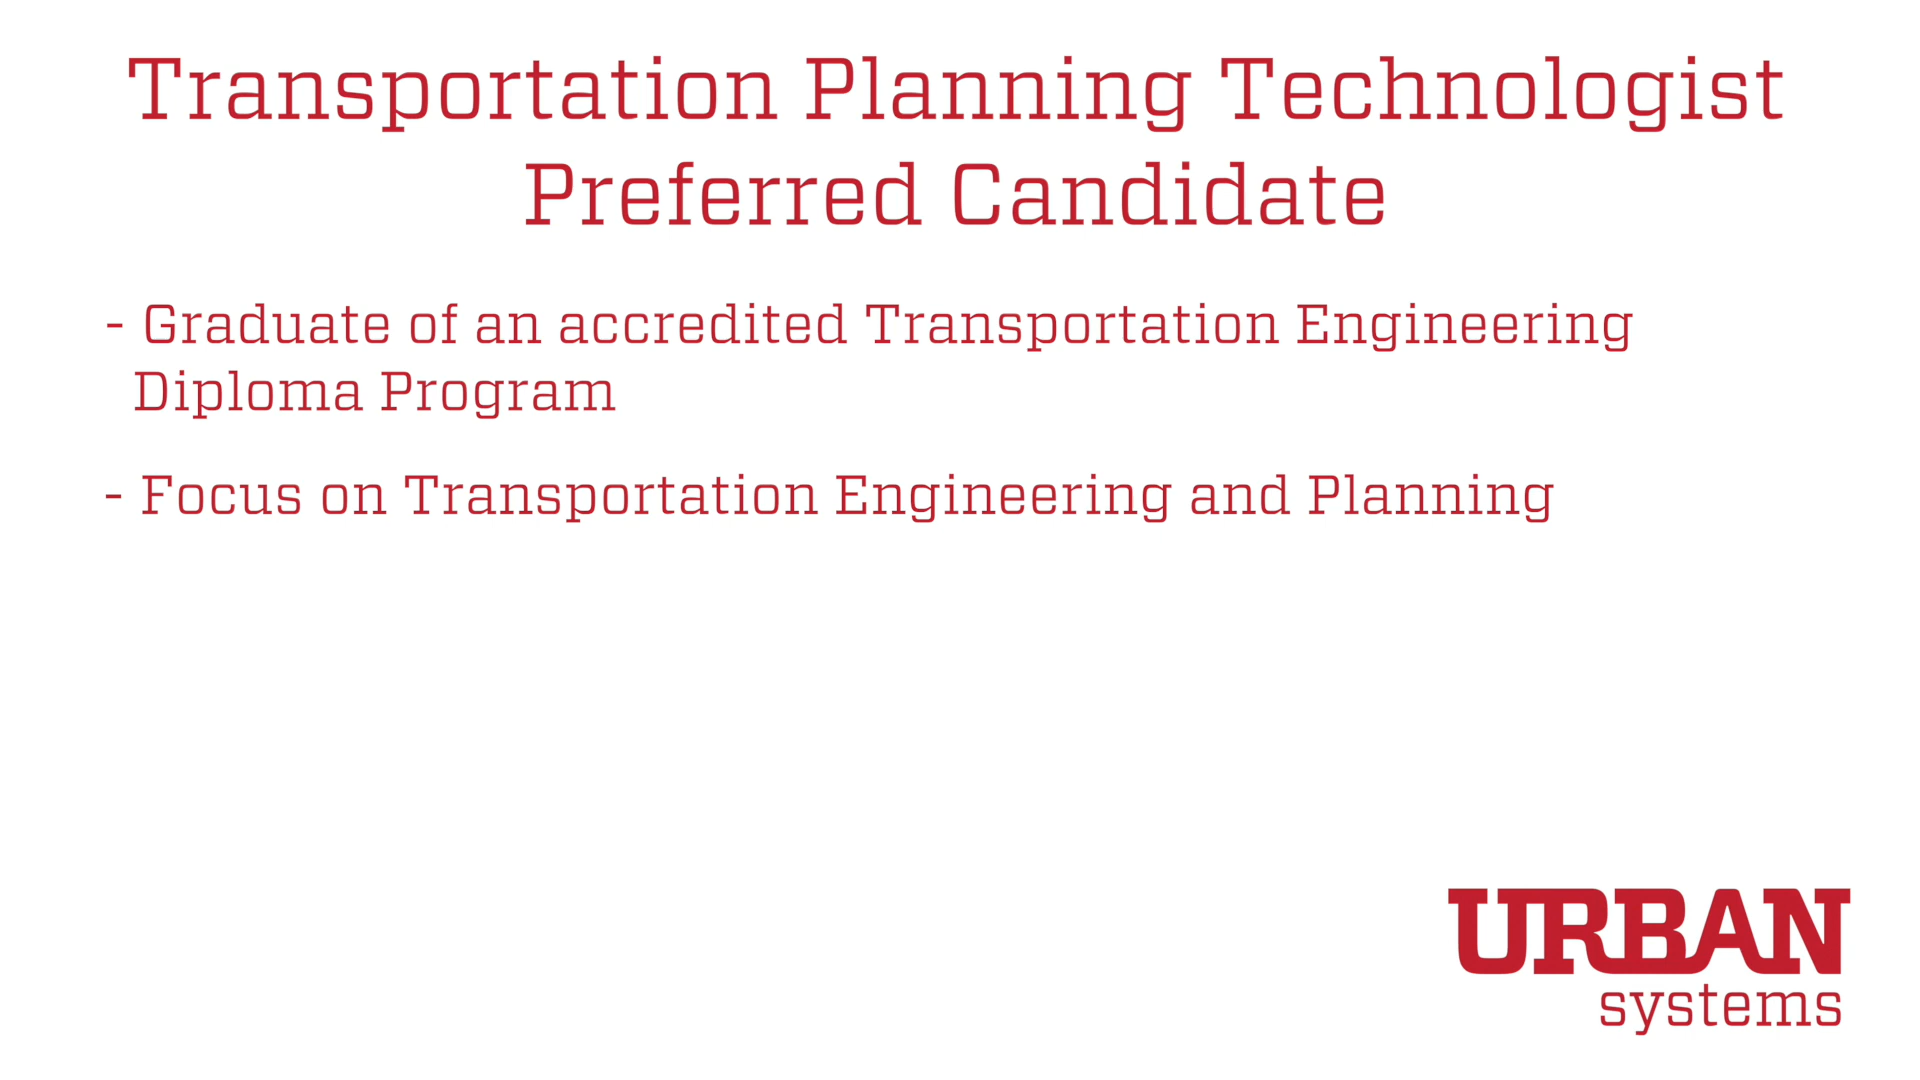 Transportation Planning Technologist
Preferred Candidate
- Graduate of an accredited Transportation Engineering
Diploma Program
- Focus on Transportation Engineering and Planning
URBAN
systems